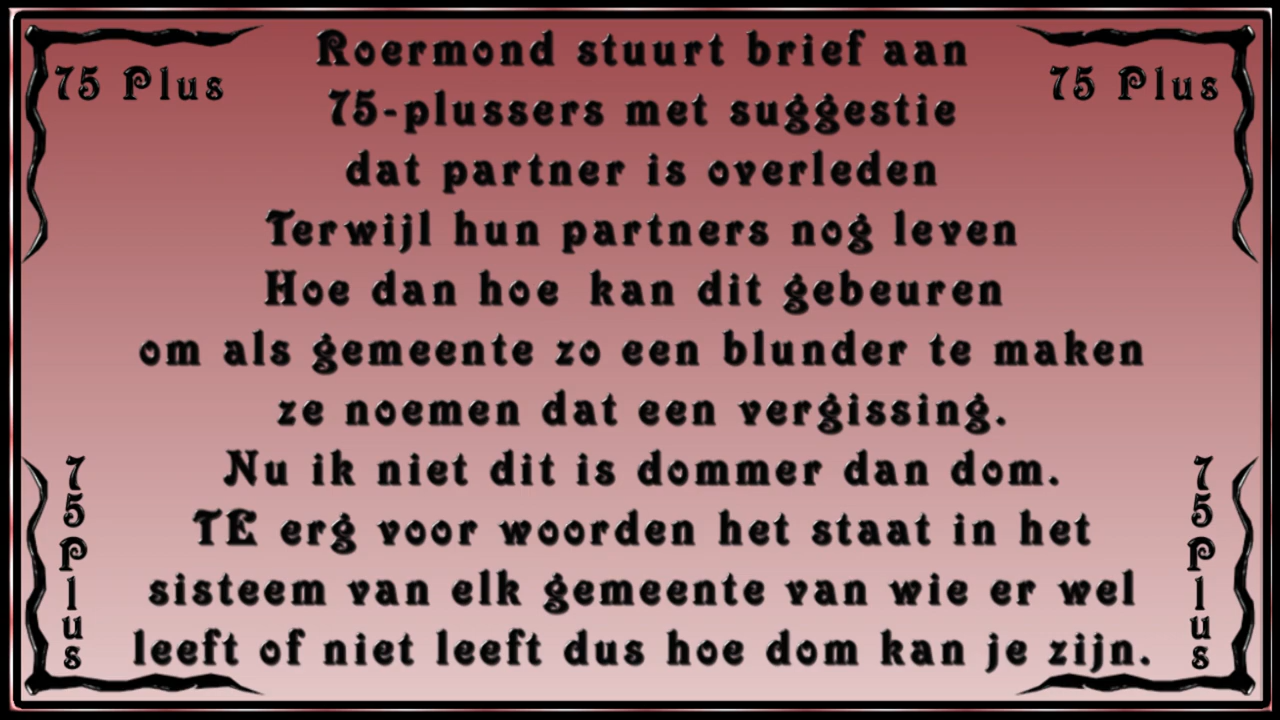 75 Plus
75 Plus
Roermond stuurt brief aan
75-plussers met suggestie
dat partner is overleden
Terwijl hun partners nog leven
Hoe dan hoe kan dit gebeuren
om als gemeente zo een blunder te maken
ze noemen dat een vergissing.
Nu ik niet dit is dommer dan dom.
TE erg voor woorden het staat in het
sisteem van elk gemeente van wie er wel
leeft of niet leeft dus hoe dom kan je zijn.
75 Plus
75 Plus